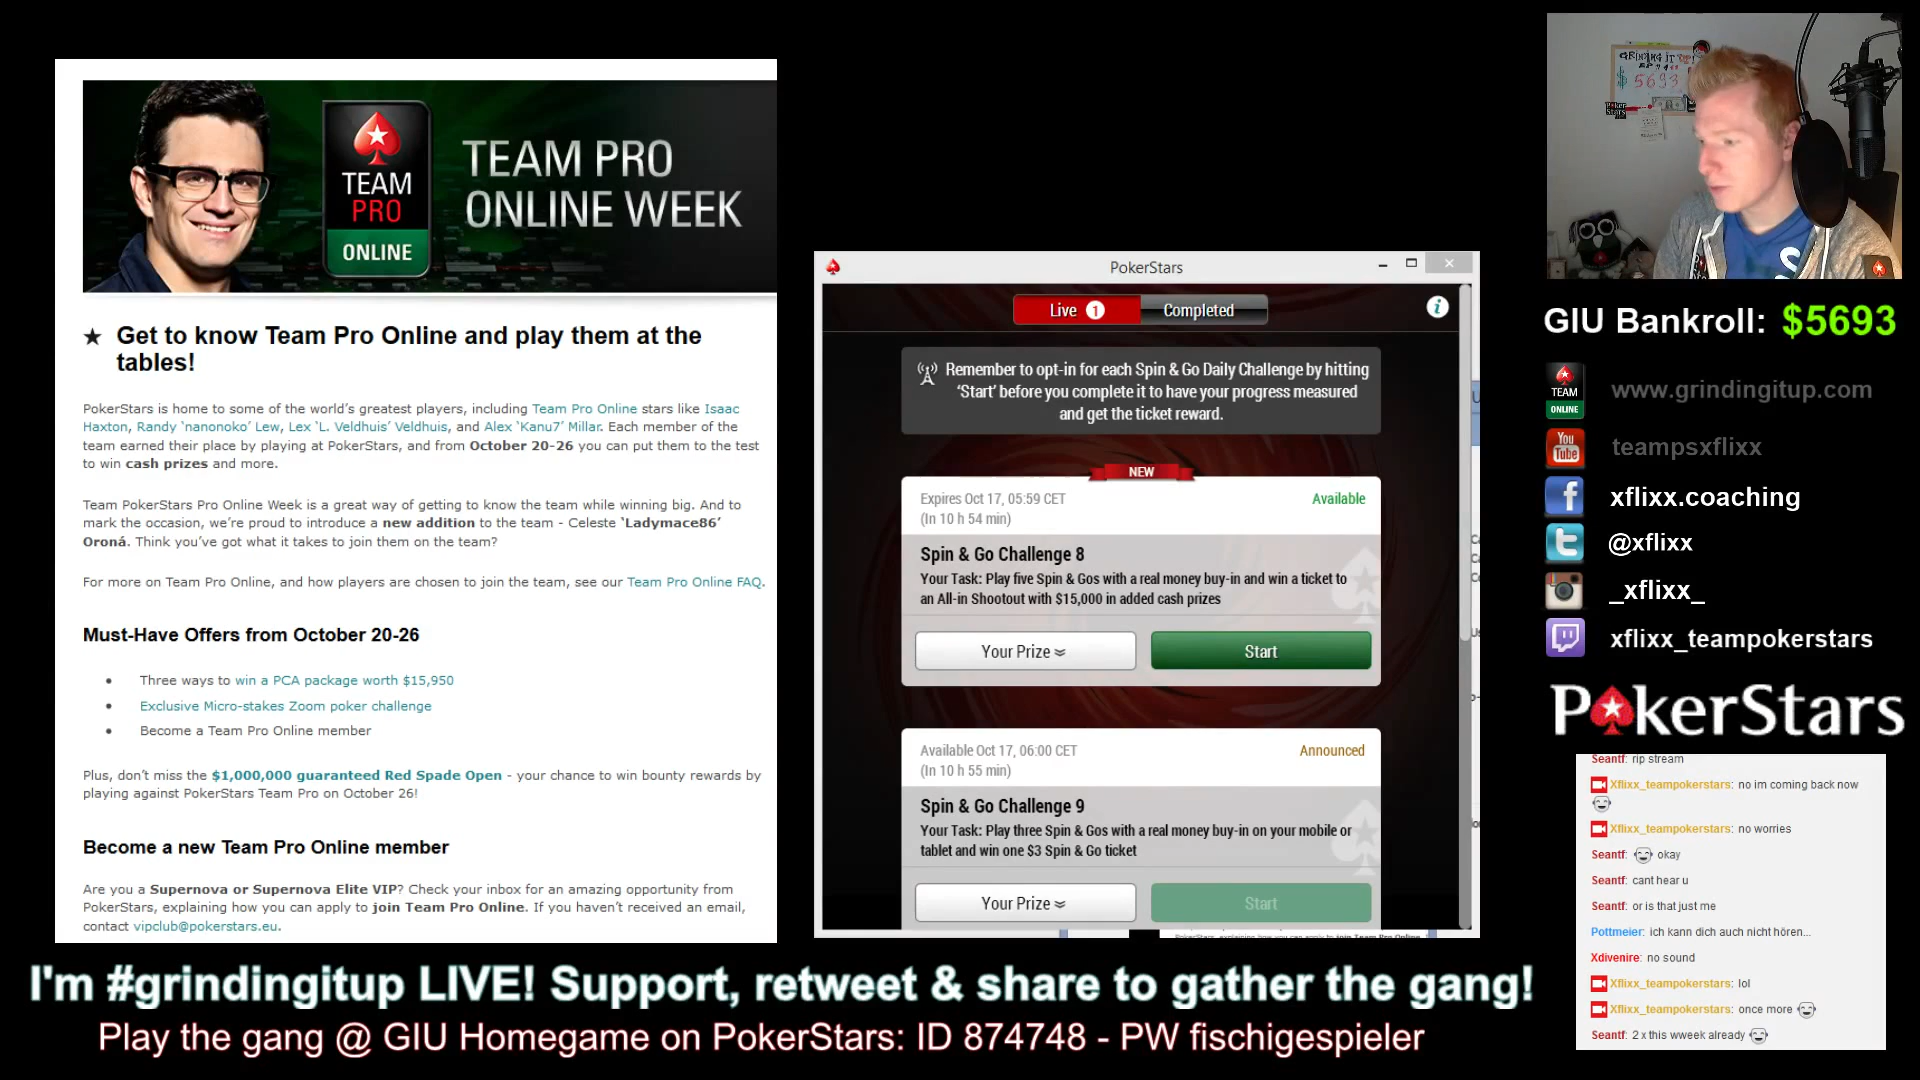 TEAM
PRO
ONLINE
TEAM PRO
ONLINE WEEK
★ Get to know Team Pro Online and play them at the
tables!
PokerStars is home to some of the world's greatest players, including Team Pro Online stars like Isaac
Haxton, Randy 'nanonoko' Lew, Lex 'L. Veldhuis' Veldhuis, and Alex 'Kanu7' Millar. Each member of the
team earned their place by playing at PokerStars, and from October 20-26 you can put them to the test
to win cash prizes and more.
Team PokerStars Pro Online Week is a great way of getting to know the team while winning big. And to
mark the occasion, we're proud to introduce a new addition to the team - Celeste 'Ladymace86'
Oroná. Think you've got what it takes to join them on the team?
For more on Team Pro Online, and how players are chosen to join the team, see our Team Pro Online FAQ.
Must-Have Offers from October 20-26
• Three ways to win a PCA package worth $15,950
• Exclusive Micro-stakes Zoom poker challenge
• Become a Team Pro Online member
Plus, don't miss the $1,000,000 guaranteed Red Spade Open - your chance to win bounty rewards by
playing against PokerStars Team Pro on October 26!
Become a new Team Pro Online member
Are you a Supernova or Supernova Elite VIP? Check your inbox for an amazing opportunity from
PokerStars, explaining how you can apply to join Team Pro Online. If you haven't received an email,
contact vipclub@pokerstars.eu.
PokerStars
Live 1
Completed
Remember to opt-in for each Spin & Go Daily Challenge by hitting
'Start' before you complete it to have your progress measured
and get the ticket reward.
NEW
Expires Oct 17, 05:59 CET
Available
(In 10 h 54 min)
Spin & Go Challenge 8
Your Task: Play five Spin & Gos with a real money buy-in and win a ticket to
an All-in Shootout with $15,000 in added cash prizes
Your Prize
Start
Available Oct 17, 06:00 CET
Announced
(In 10 h 55 min)
Spin & Go Challenge 9
Your Task: Play three Spin & Gos with a real money buy-in on your mobile or
tablet and win one $3 Spin & Go ticket
Your Prize
Start
GRINDING IT UP!
$5693
GIU Bankroll: $5693
TEAM
ONLINE
www.grindingitup.com
You
Tube
teampsxflixx
xflixx.coaching
@xflixx
_xflixx_
xflixx_teampokerstars
PokerStars
Seantf: rip stream
Xflixx_teampokerstars: no im coming back now
Xflixx_teampokerstars: no worries
Seantf: okay
Seantf: cant hear u
Seantf: or is that just me
Pottmeier: ich kann dich auch nicht hören...
Xdivenire: no sound
Xflixx_teampokerstars: lol
Xflixx_teampokerstars: once more
Seantf: 2 x this wweek already
I'm #grindingitup LIVE! Support, retweet & share to gather the gang!
Play the gang @ GIU Homegame on PokerStars: ID 874748 - PW fischigespieler